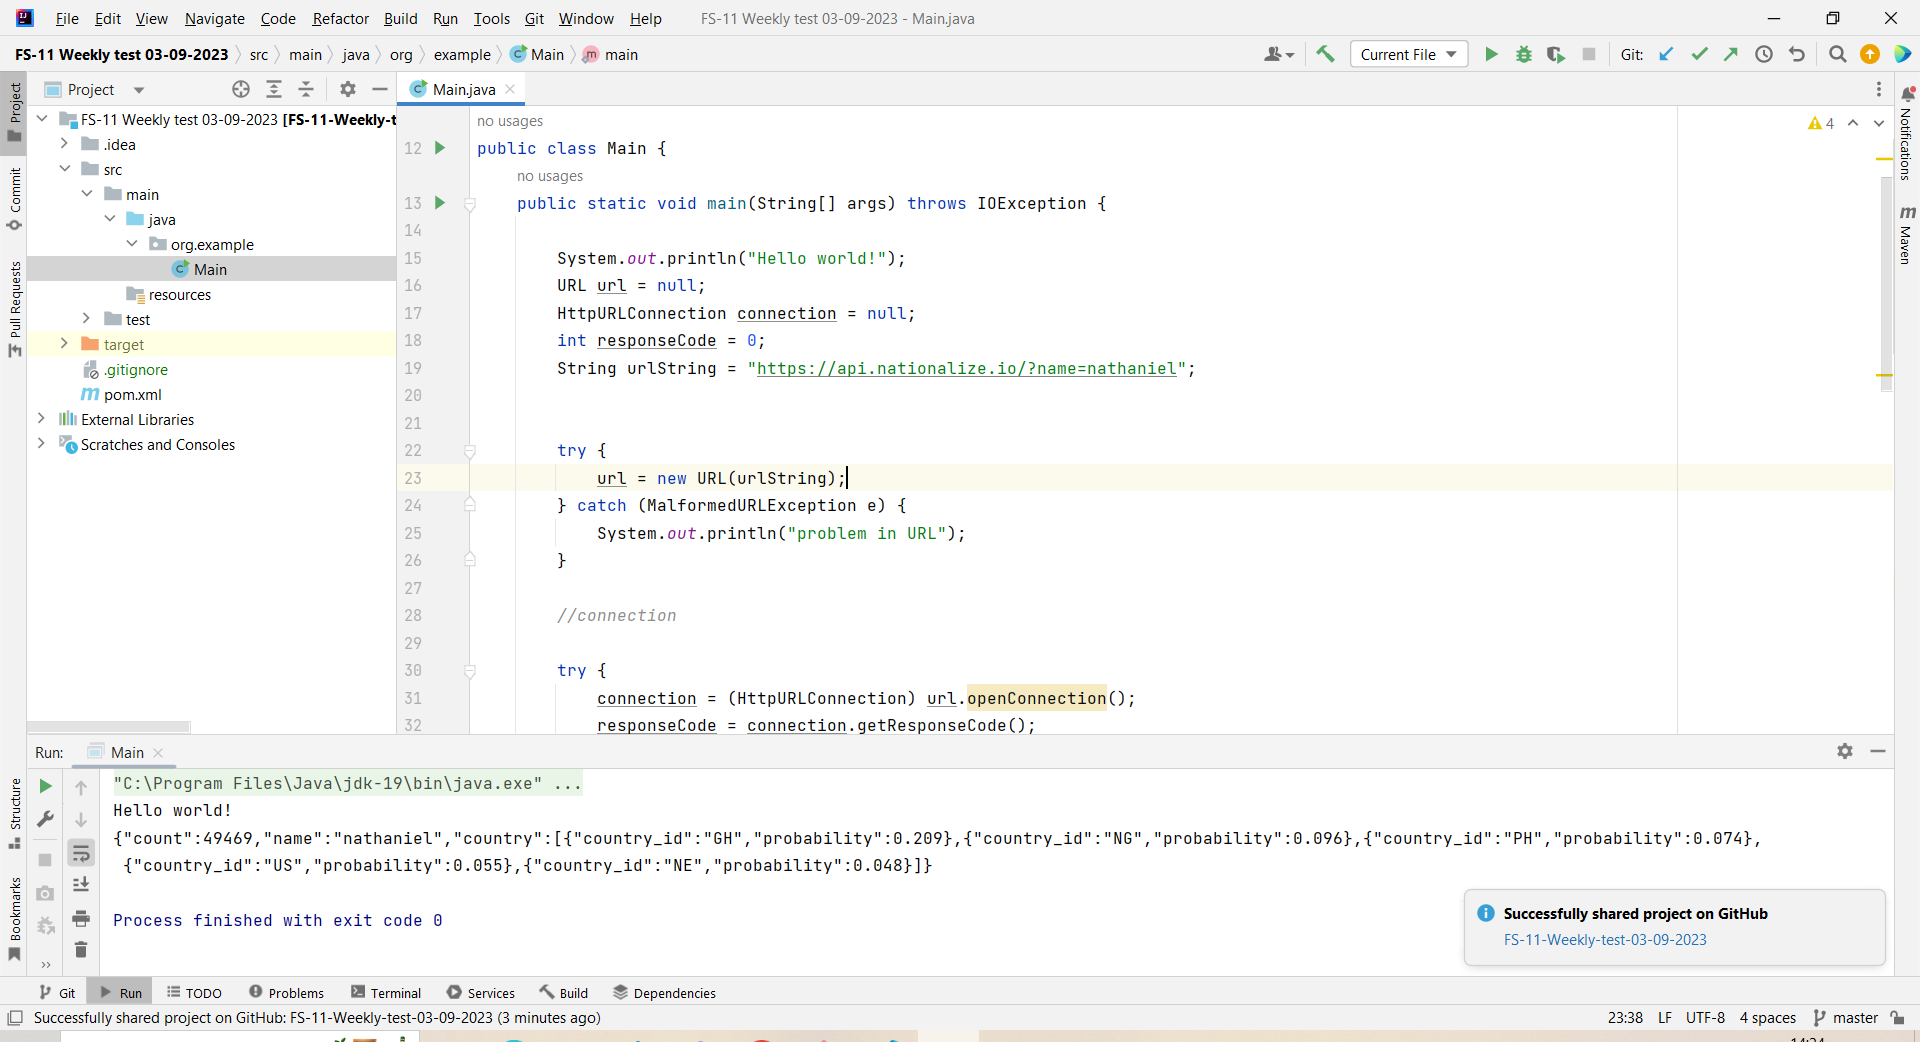 File Edit View Navigate Code Refactor Build Run Tools Git Window Help FS-11 Weekly test 03-09-2023 - Main.java
FS-11 Weekly test 03-09-2023 src main java org example Main main
Current File Git:
Project
Main.java
FS-11 Weekly test 03-09-2023 [FS-11-Weekly-t
.idea
src
main
java
org.example
Main
resources
test
target
.gitignore
pom.xml
External Libraries
Scratches and Consoles
Project
Commit
Pull Requests
Structure
Bookmarks
Notifications
Maven
4
no usages
12 public class Main {
no usages
13 public static void main(String[] args) throws IOException {
14
15 System.out.println("Hello world!");
16 URL url = null;
17 HttpURLConnection connection = null;
18 int responseCode = 0;
19 String urlString = "https://api.nationalize.io/?name=nathaniel";
20
21
22 try {
23 url = new URL(urlString);
24 } catch (MalformedURLException e) {
25 System.out.println("problem in URL");
26 }
27
28 //connection
29
30 try {
31 connection = (HttpURLConnection) url.openConnection();
32 responseCode = connection.getResponseCode();
Run: Main
"C:\Program Files\Java\jdk-19\bin\java.exe" ...
Hello world!
{"count":49469,"name":"nathaniel","country":[{"country_id":"GH","probability":0.209},{"country_id":"NG","probability":0.096},{"country_id":"PH","probability":0.074},
{"country_id":"US","probability":0.055},{"country_id":"NE","probability":0.048}]}
Process finished with exit code 0
Successfully shared project on GitHub
FS-11-Weekly-test-03-09-2023
Git Run TODO Problems Terminal Services Build Dependencies
Successfully shared project on GitHub: FS-11-Weekly-test-03-09-2023 (3 minutes ago)
23:38 LF UTF-8 4 spaces master